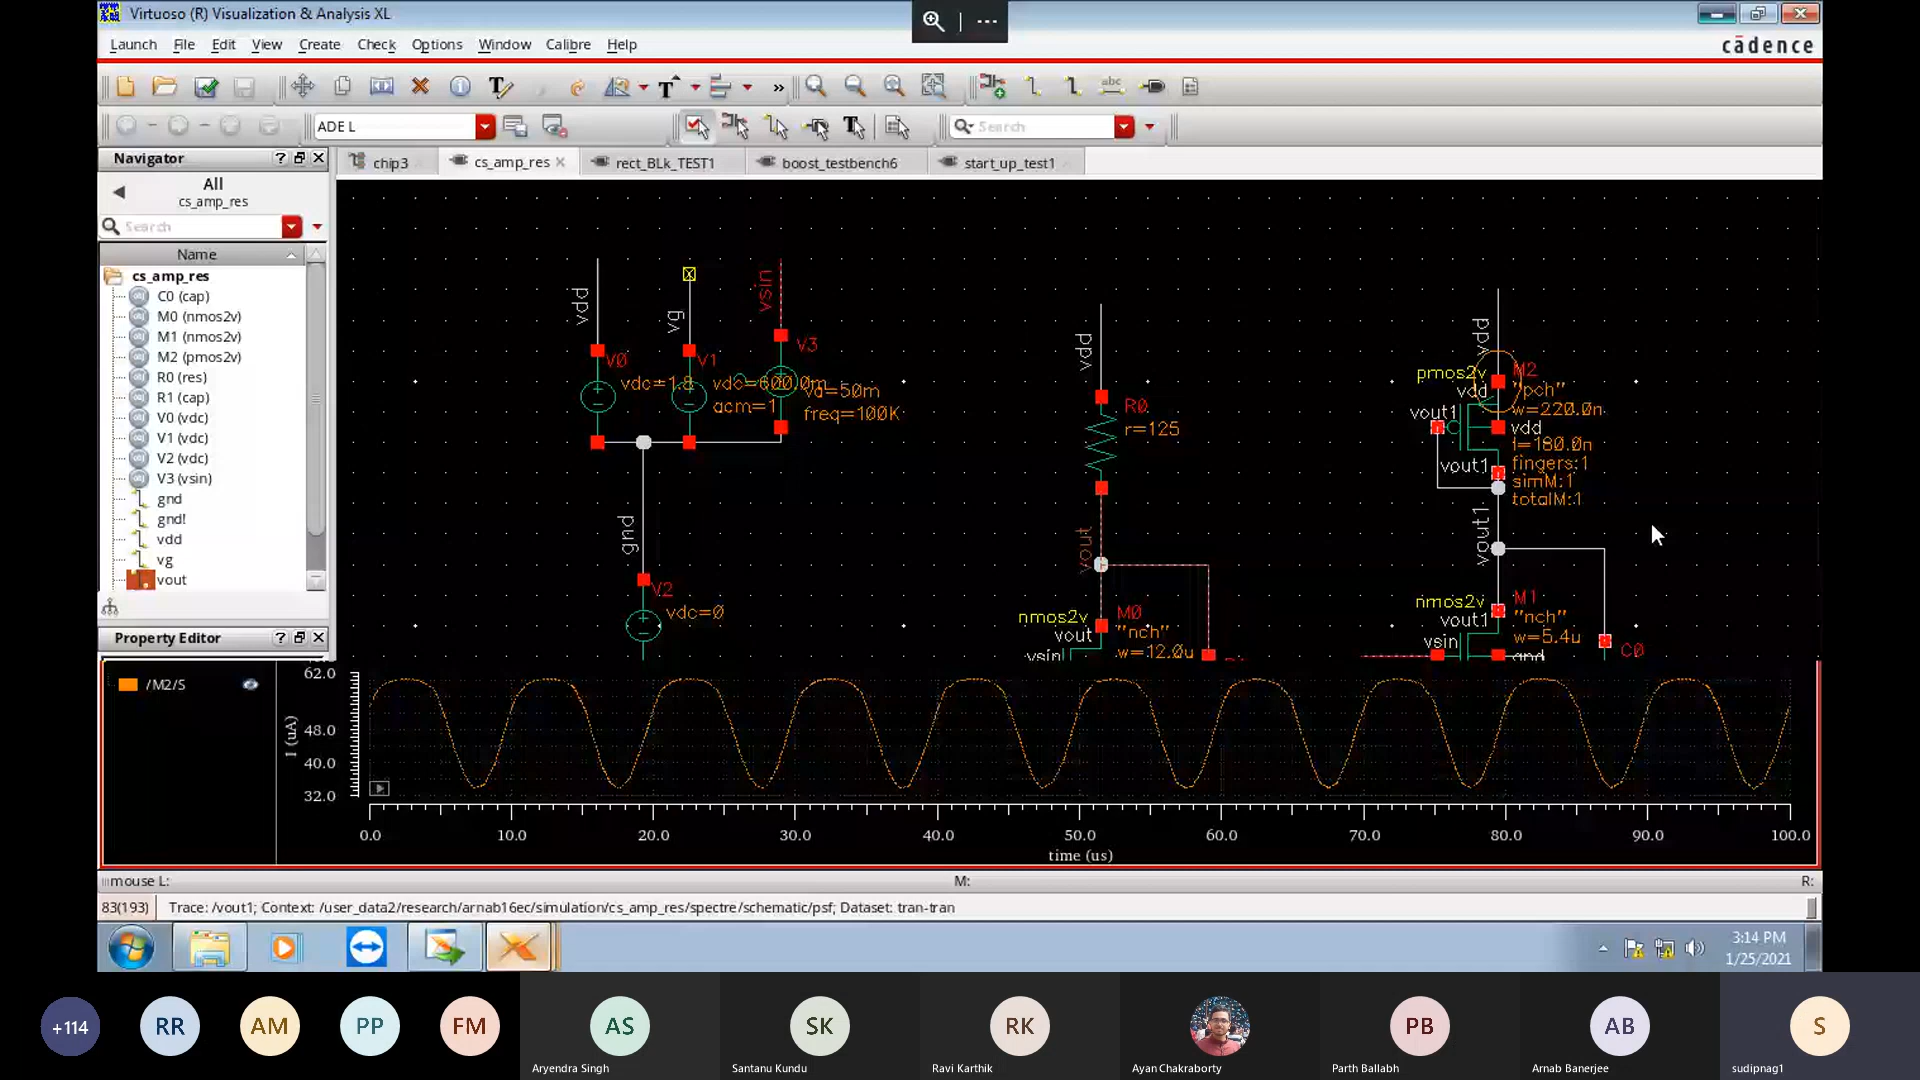 Virtuoso (R) Visualization & Analysis XL
Launch File Edit View Create Check Options Window Calibre Help
cādence
ADE L
Search
Navigator
All
cs_amp_res
Search
Name
cs_amp_res
C0 (cap)
M0 (nmos2v)
M1 (nmos2v)
M2 (pmos2v)
R0 (res)
R1 (cap)
V0 (vdc)
V1 (vdc)
V2 (vdc)
V3 (vsin)
gnd
gnd!
vdd
vg
vout
Property Editor
chip3
cs_amp_res
rect_BLk_TEST1
boost_testbench6
start_up_test1
vdd
vg
vsin
V0
V1
V3
vdc=1.8
vdc=600.0m
va=50m
acm=1
freq=100K
gnd
V2
vdc=0
vdd
R0
r=125
vout
nmos2v
M0
vout
"nch"
w=12.0u
vsin
vdd
pmos2v
M2
vdd
"pch"
vout1
w=220.0n
vdd
l=180.0n
vout1
fingers:1
simM:1
totalM:1
vout1
nmos2v
M1
vout1
"nch"
vsin
w=5.4u
gnd
C0
/M2/S
I (uA)
62.0
48.0
40.0
32.0
0.0 10.0 20.0 30.0 40.0 50.0 60.0 70.0 80.0 90.0 100.0
time (us)
mouse L: M: R:
83(193) Trace: /vout1; Context: /user_data2/research/arnab16ec/simulation/cs_amp_res/spectre/schematic/psf; Dataset: tran-tran
3:14 PM
1/25/2021
+114 RR AM PP FM AS SK RK PB AB S
Aryendra Singh
Santanu Kundu
Ravi Karthik
Ayan Chakraborty
Parth Ballabh
Arnab Banerjee
sudipnag1